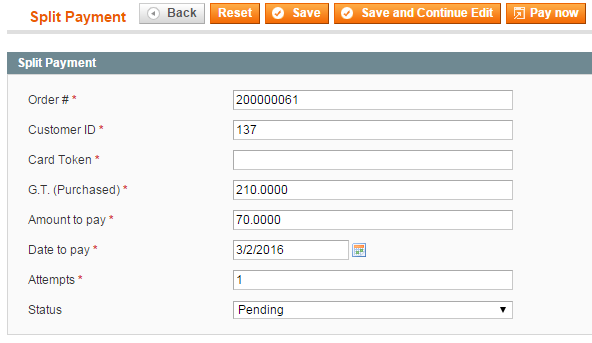 Split Payment Back Reset Save Save and Continue Edit Pay now
Split Payment
Order # * 200000061
Customer ID * 137
Card Token *
G.T. (Purchased) * 210.0000
Amount to pay * 70.0000
Date to pay * 3/2/2016
Attempts * 1
Status Pending